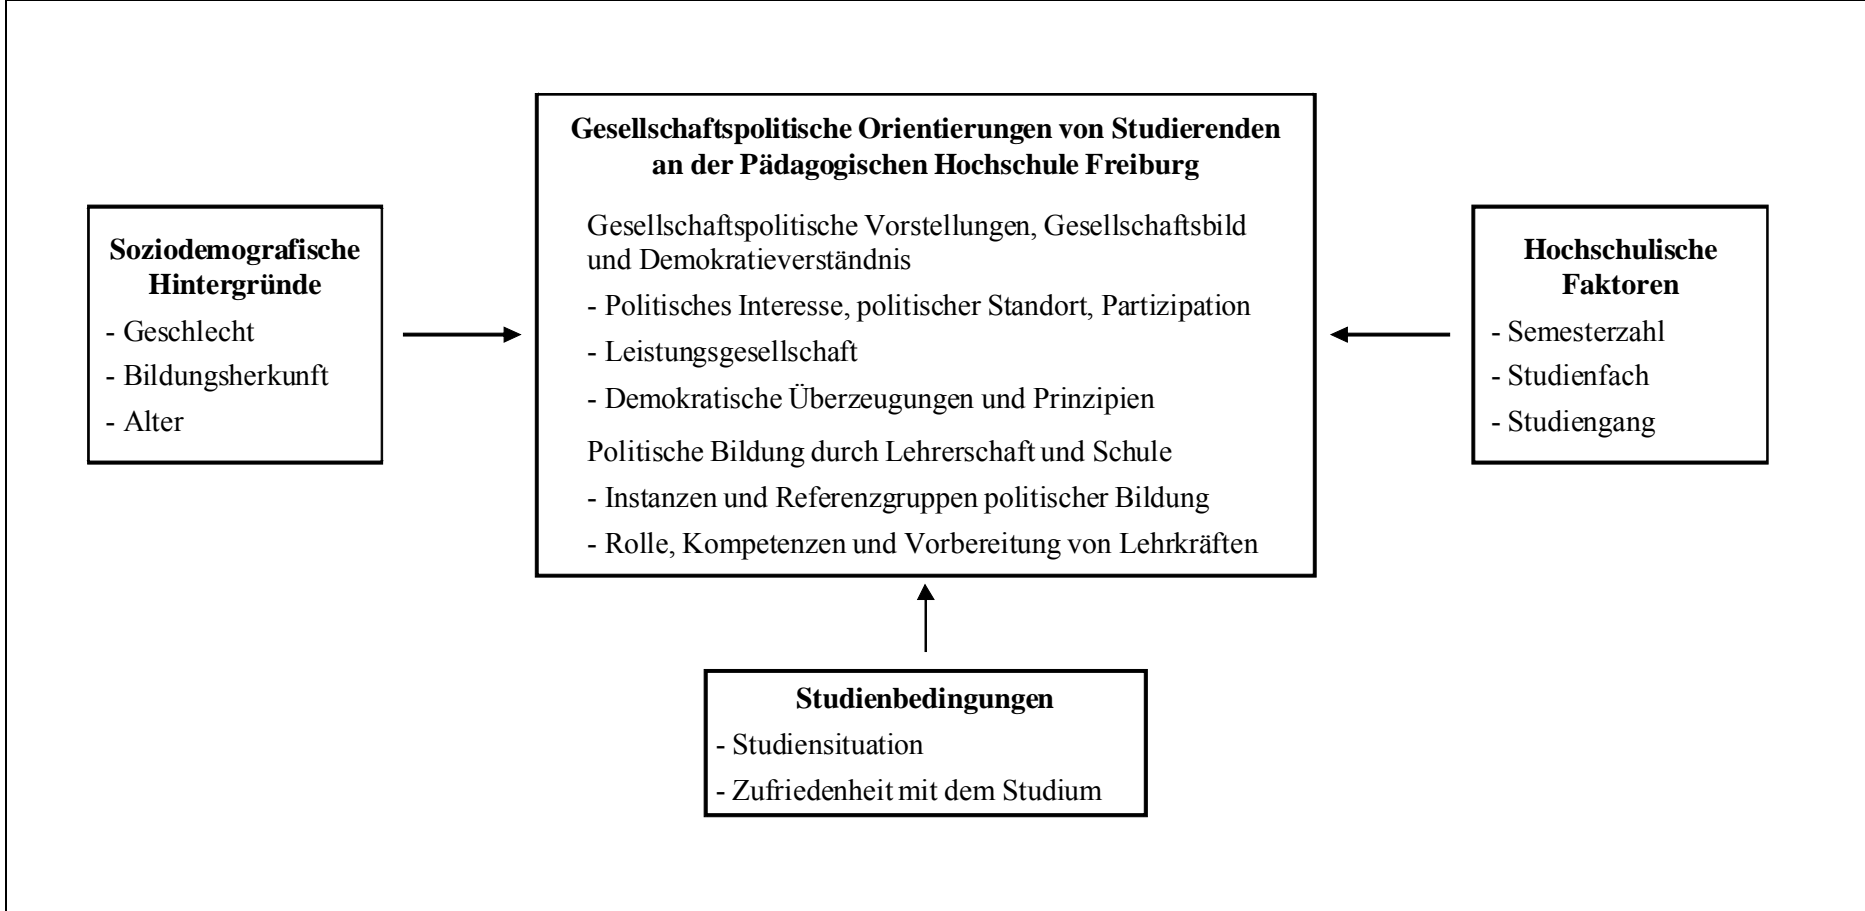 Gesellschaftspolitische Orientierungen von Studierenden
an der Pädagogischen Hochschule Freiburg
Gesellschaftspolitische Vorstellungen, Gesellschaftsbild
und Demokratieverständnis
- Politisches Interesse, politischer Standort, Partizipation
- Leistungsgesellschaft
- Demokratische Überzeugungen und Prinzipien
Politische Bildung durch Lehrerschaft und Schule
- Instanzen und Referenzgruppen politischer Bildung
- Rolle, Kompetenzen und Vorbereitung von Lehrkräften
Soziodemografische
Hintergründe
- Geschlecht
- Bildungsherkunft
- Alter
Hochschulische
Faktoren
- Semesterzahl
- Studienfach
- Studiengang
Studienbedingungen
- Studiensituation
- Zufriedenheit mit dem Studium